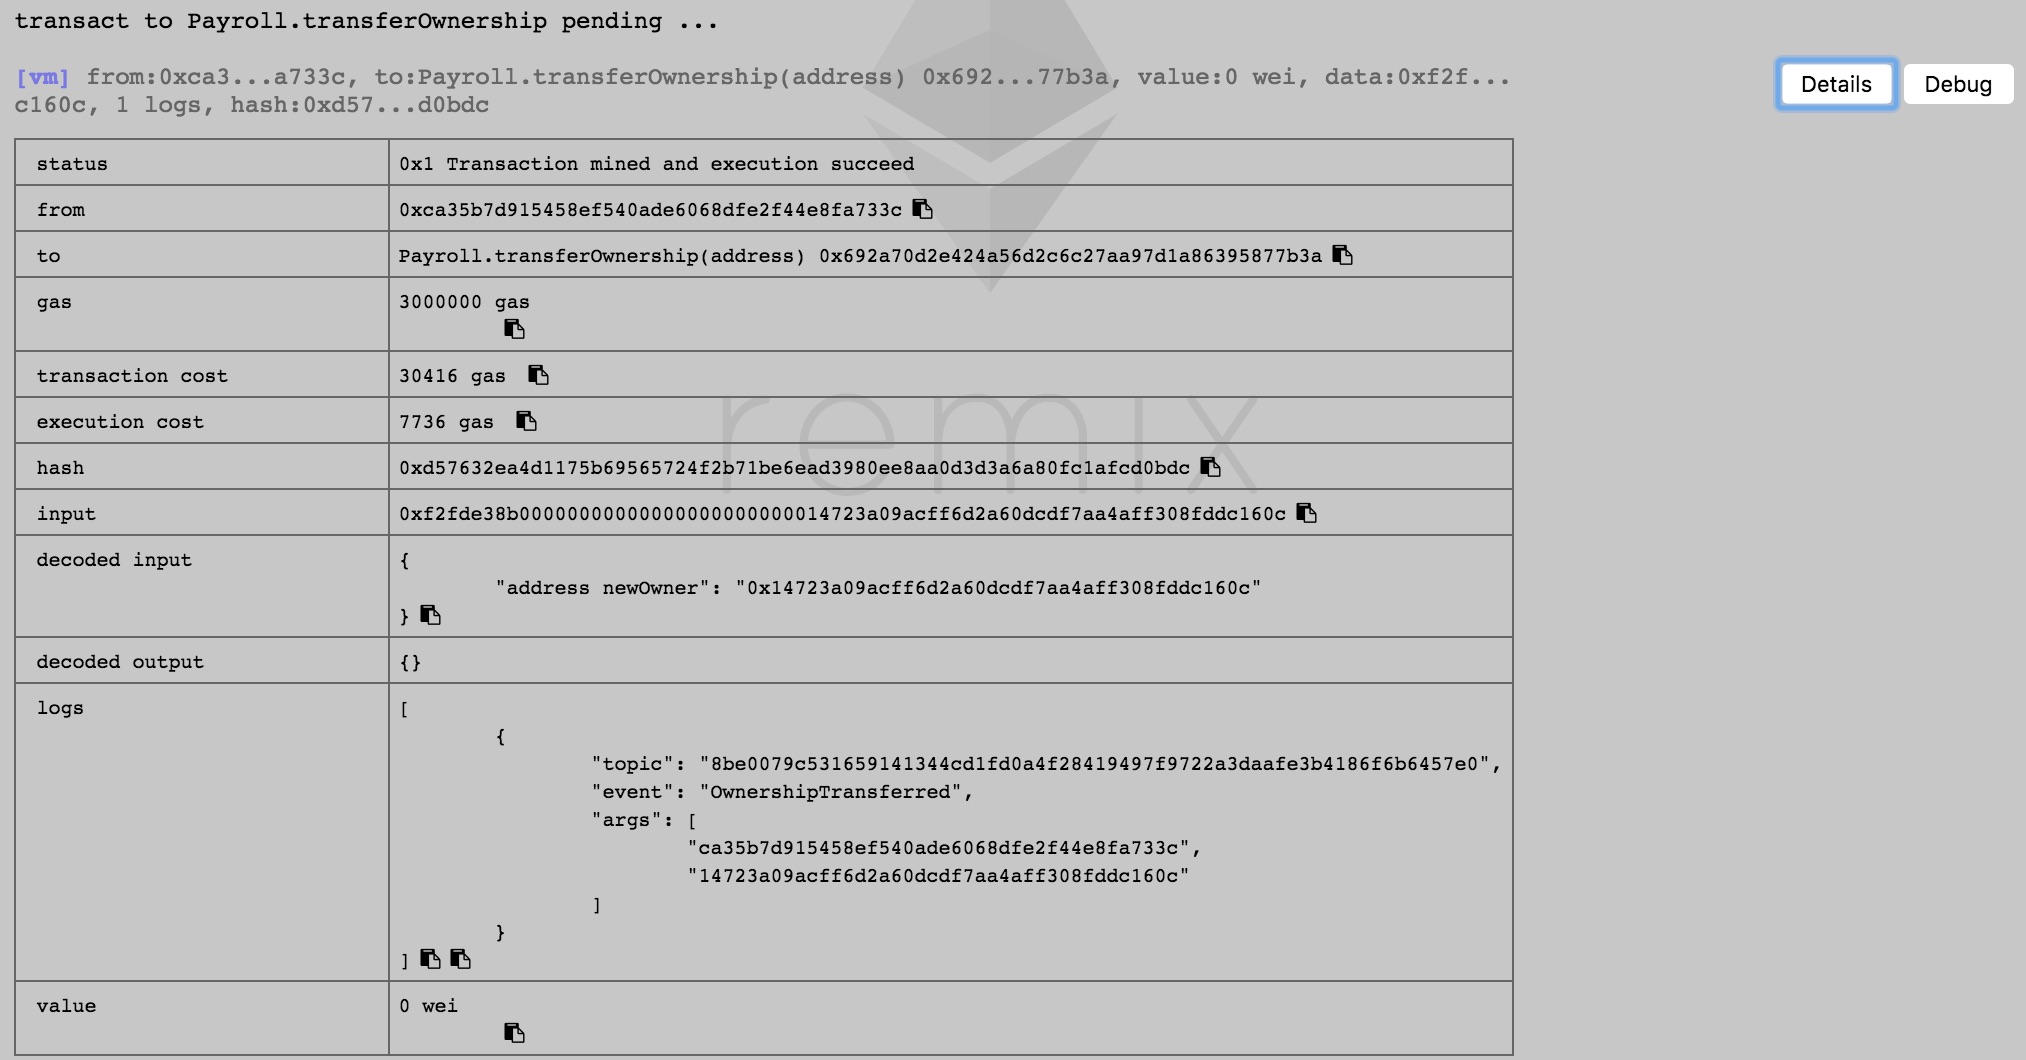 transact to Payroll.transferOwnership pending ...
[vm] from:0xca3...a733c, to:Payroll.transferOwnership(address) 0x692...77b3a, value:0 wei, data:0xf2f...
c160c, 1 logs, hash:0xd57...d0bdc
Details
Debug
status 0x1 Transaction mined and execution succeed
from 0xca35b7d915458ef540ade6068dfe2f44e8fa733c
to Payroll.transferOwnership(address) 0x692a70d2e424a56d2c6c27aa97d1a86395877b3a
gas 3000000 gas
transaction cost 30416 gas
execution cost 7736 gas
remix
hash 0xd57632ea4d1175b69565724f2b71be6ead3980ee8aa0d3d3a6a80fc1afcd0bdc
input 0xf2fde38b00000000000000000000000014723a09acff6d2a60dcdf7aa4aff308fddc160c
decoded input {
"address newOwner": "0x14723a09acff6d2a60dcdf7aa4aff308fddc160c"
}
decoded output {}
logs [
{
"topic": "8be0079c531659141344cd1fd0a4f28419497f9722a3daafe3b4186f6b6457e0",
"event": "OwnershipTransferred",
"args": [
"ca35b7d915458ef540ade6068dfe2f44e8fa733c",
"14723a09acff6d2a60dcdf7aa4aff308fddc160c"
]
}
]
value 0 wei